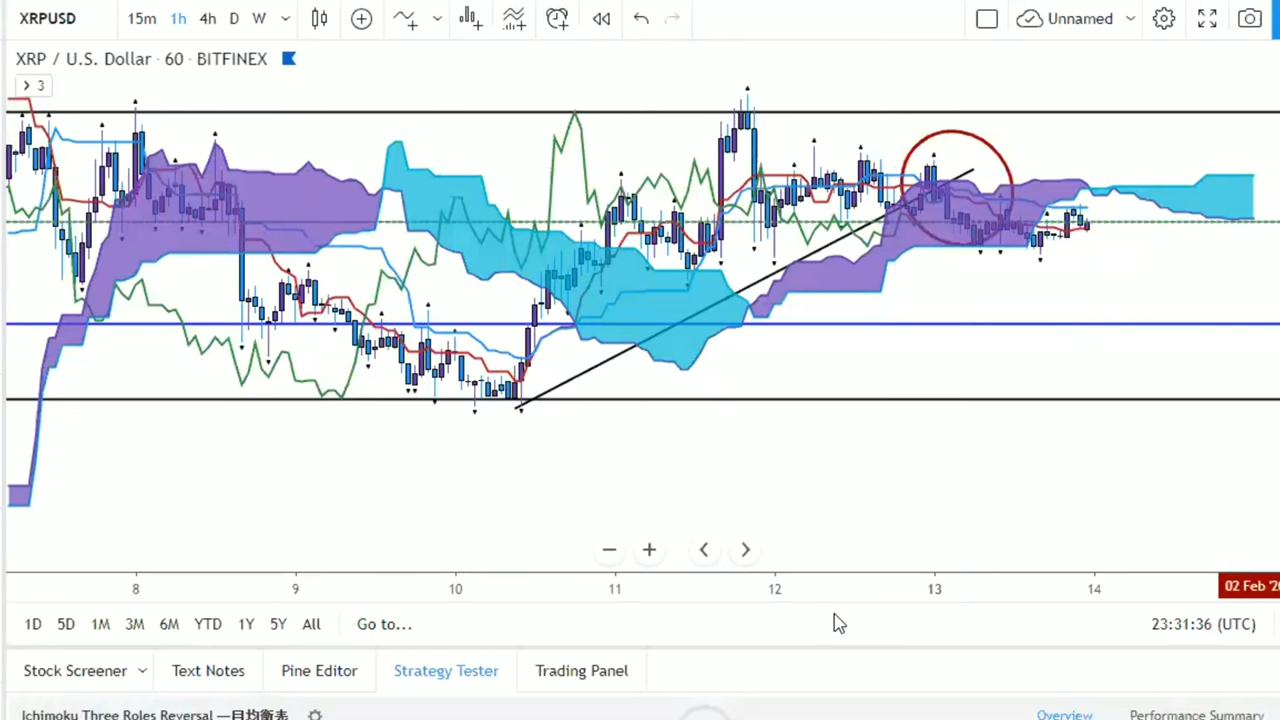 XRPUSD 15m 1h 4h D W Unnamed
XRP / U.S. Dollar · 60 · BITFINEX
3
8 9 10 11 12 13 14 02 Feb '20
1D 5D 1M 3M 6M YTD 1Y 5Y All Go to... 23:31:36 (UTC)
Stock Screener Text Notes Pine Editor Strategy Tester Trading Panel
Ichimoku Three Roles Reversal 一目均衡表 Overview Performance Summary